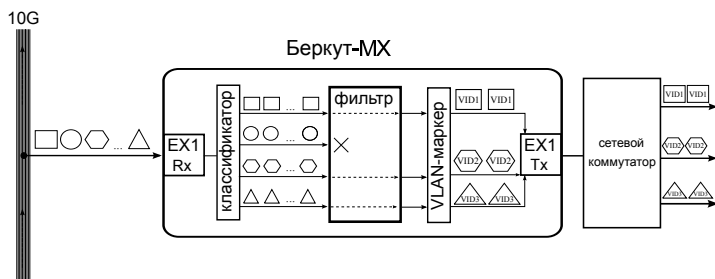 10G
Беркут-MX
... 
EX1
Rx
классификатор
...
...
...
...
фильтр
VLAN-маркер
VID1 VID1
VID2 VID2
VID3 VID3
EX1
Tx
сетевой
коммутатор
VID1 VID1
VID2 VID2
VID3 VID3